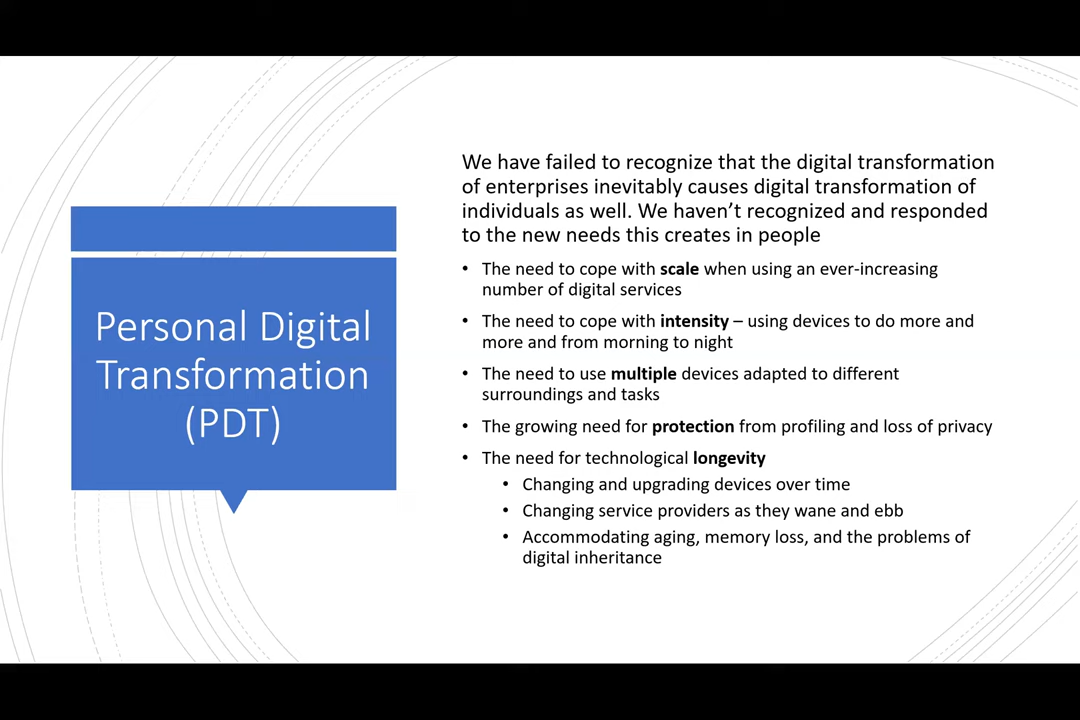 Personal Digital
Transformation
(PDT)
We have failed to recognize that the digital transformation
of enterprises inevitably causes digital transformation of
individuals as well. We haven’t recognized and responded
to the new needs this creates in people
• The need to cope with scale when using an ever-increasing
number of digital services
• The need to cope with intensity – using devices to do more and
more and from morning to night
• The need to use multiple devices adapted to different
surroundings and tasks
• The growing need for protection from profiling and loss of privacy
• The need for technological longevity
• Changing and upgrading devices over time
• Changing service providers as they wane and ebb
• Accommodating aging, memory loss, and the problems of
digital inheritance